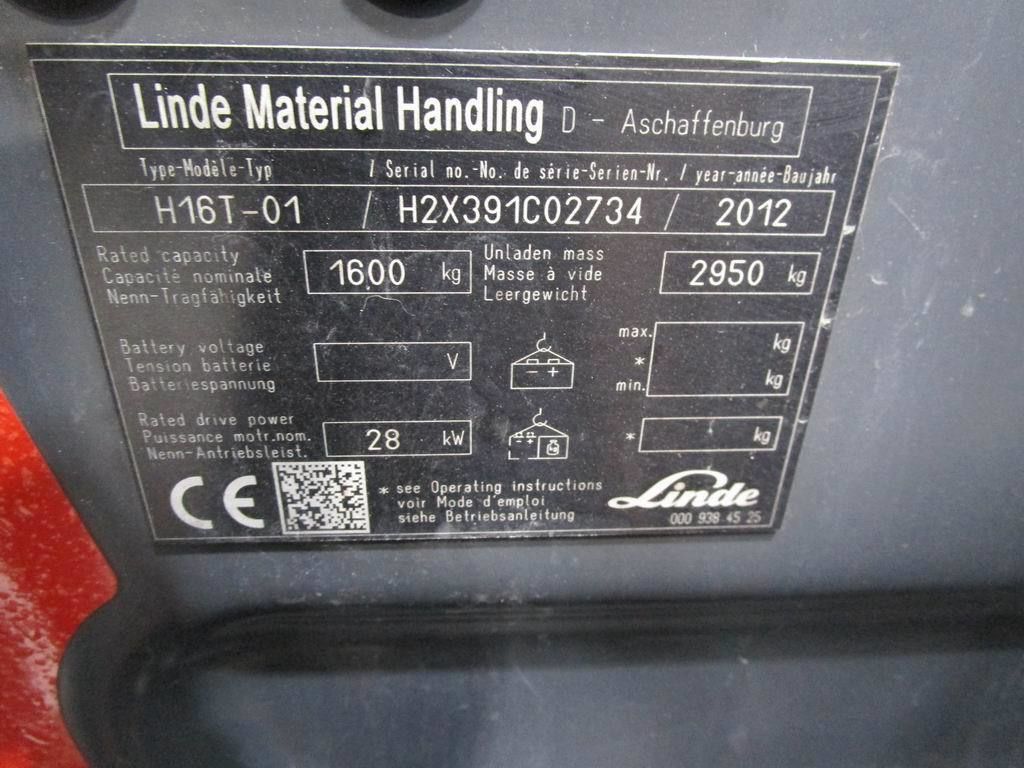 Linde Material Handling D - Aschaffenburg
Type-Modèle-Typ / Serial no.-No. de série-Serien-Nr. / year-année-Baujahr
H16T-01 / H2X391C02734 / 2012
Rated capacity
Capacité nominale
Nenn-Tragfähigkeit
1600 kg
Unladen mass
Masse à vide
Leergewicht
2950 kg
Battery voltage
Tension batterie
Batteriespannung
V
- +
max. kg
*
min. kg
Rated drive power
Puissance motr.nom.
Nenn-Antriebsleist.
28 kW
* kg
CE
* see Operating instructions
voir Mode d'emploi
siehe Betriebsanleitung
Linde
000 938 45 25